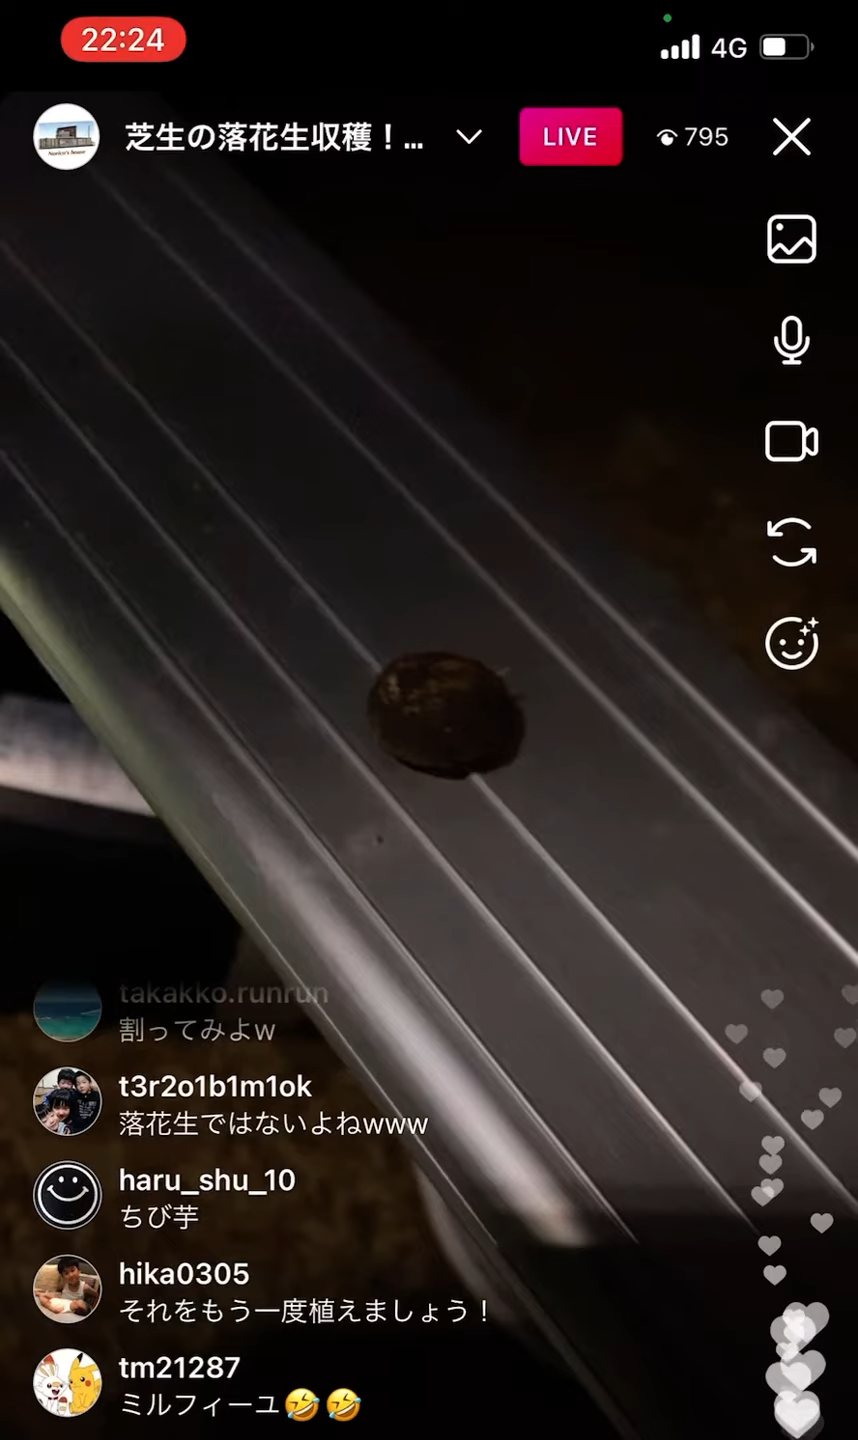 22:24
4G
芝生の落花生収穫！...
LIVE
795
takakko.runrun
割ってみよw
t3r2o1b1m1ok
落花生ではないよねwww
haru_shu_10
ちび芋
hika0305
それをもう一度植えましょう！
tm21287
ミルフィーユ🤣🤣